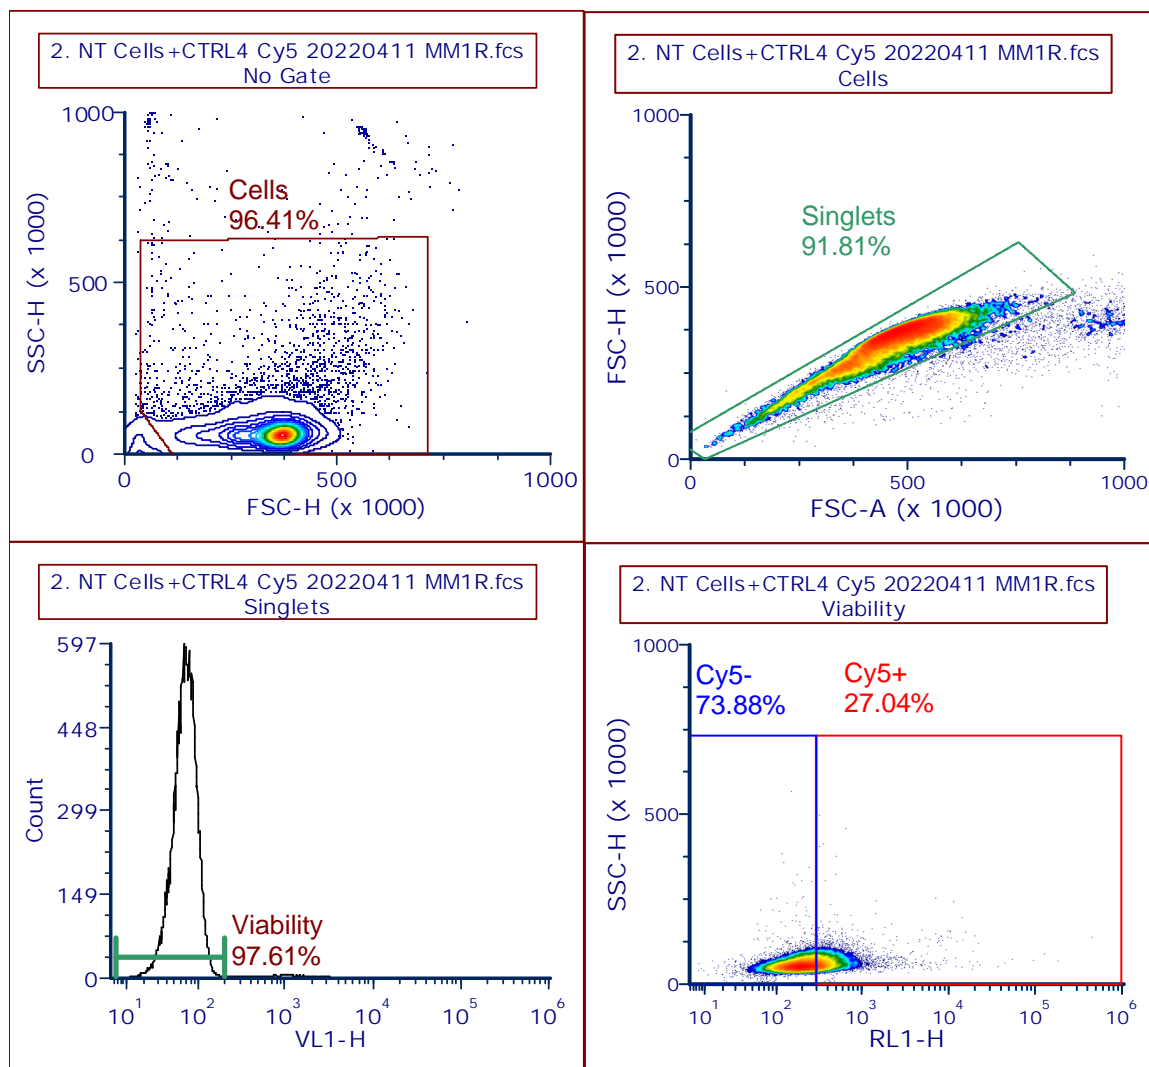 2. NT Cells+CTRL4 Cy5 20220411 MM1R.fcs
No Gate
1000
500
0
SSC-H (x 1000)
Cells
96.41%
0
500
1000
FSC-H (x 1000)
2. NT Cells+CTRL4 Cy5 20220411 MM1R.fcs
Cells
1000
500
0
FSC-H (x 1000)
Singlets
91.81%
0
500
1000
FSC-A (x 1000)
2. NT Cells+CTRL4 Cy5 20220411 MM1R.fcs
Singlets
597
448
299
149
0
Count
Viability
97.61%
10^1
10^2
10^3
10^4
10^5
10^6
VL1-H
2. NT Cells+CTRL4 Cy5 20220411 MM1R.fcs
Viability
1000
500
0
SSC-H (x 1000)
Cy5-
73.88%
Cy5+
27.04%
10^1
10^2
10^3
10^4
10^5
10^6
RL1-H